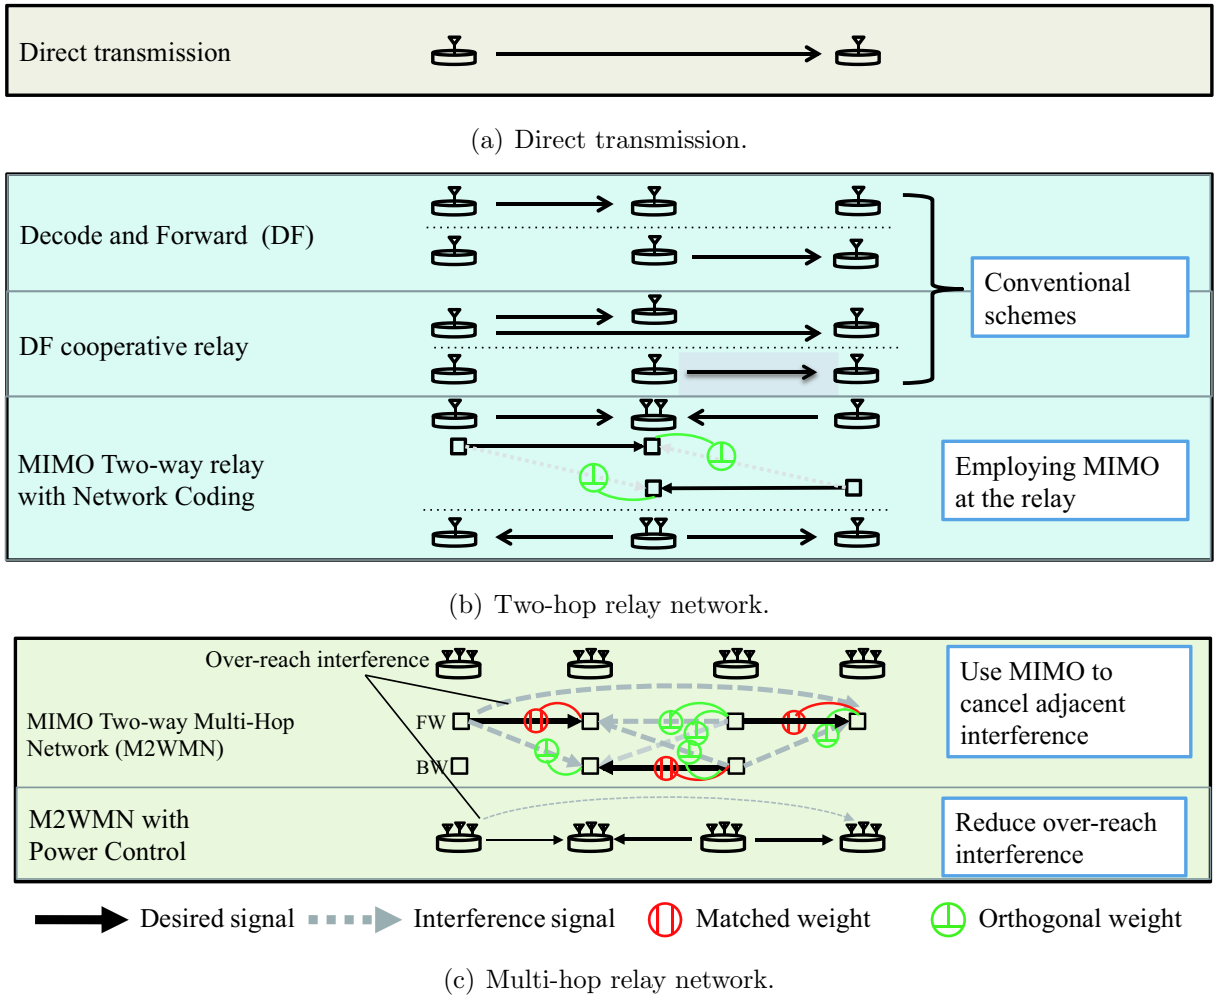 Direct transmission
(a) Direct transmission.
Decode and Forward (DF)
Conventional
schemes
DF cooperative relay
MIMO Two-way relay
with Network Coding
Employing MIMO
at the relay
(b) Two-hop relay network.
Over-reach interference
Use MIMO to
cancel adjacent
interference
MIMO Two-way Multi-Hop
Network (M2WMN)
FW
BW
M2WMN with
Power Control
Reduce over-reach
interference
Desired signal
Interference signal
Matched weight
Orthogonal weight
(c) Multi-hop relay network.